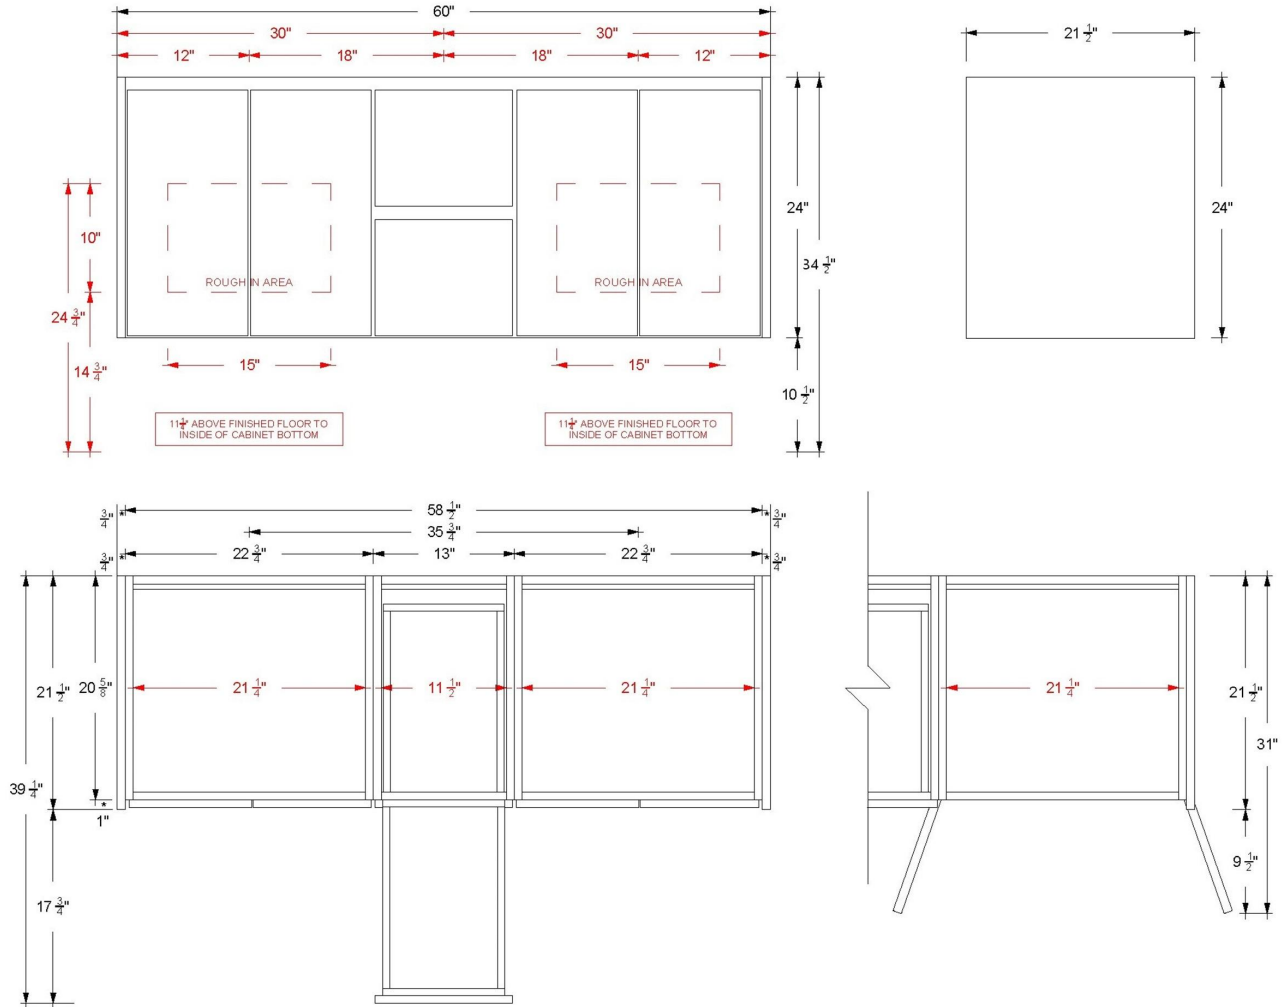 60"
30" 30"
12" 18" 18" 12"
21 1/2"
24"
34 1/2"
24"
10"
24 3/4"
14 3/4"
ROUGH IN AREA
ROUGH IN AREA
15"
15"
10 1/2"
11 1/4" ABOVE FINISHED FLOOR TO
INSIDE OF CABINET BOTTOM
11 1/4" ABOVE FINISHED FLOOR TO
INSIDE OF CABINET BOTTOM
3/4" * 58 1/2" * 3/4"
35 3/4"
3/4" * 22 3/4" 13" 22 3/4" * 3/4"
39 1/4"
21 1/2"
20 5/8"
21 1/4" 11 1/2" 21 1/4"
*
1"
17 3/4"
21 1/4"
21 1/2"
31"
9 1/2"